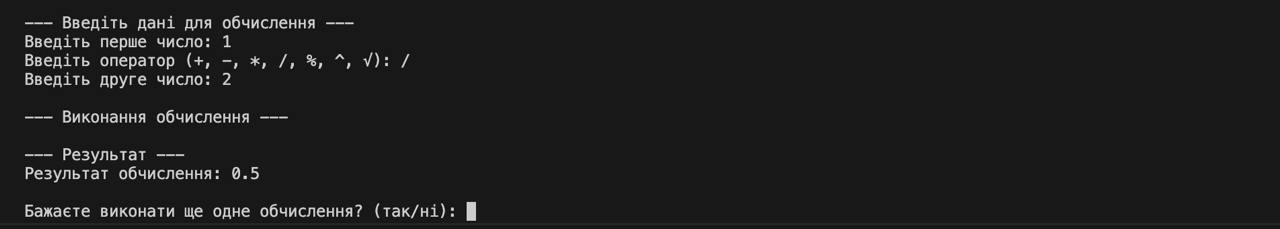 --- Введіть дані для обчислення ---
Введіть перше число: 1
Введіть оператор (+, -, *, /, %, ^, √): /
Введіть друге число: 2
--- Виконання обчислення ---
--- Результат ---
Результат обчислення: 0.5
Бажаєте виконати ще одне обчислення? (так/ні):